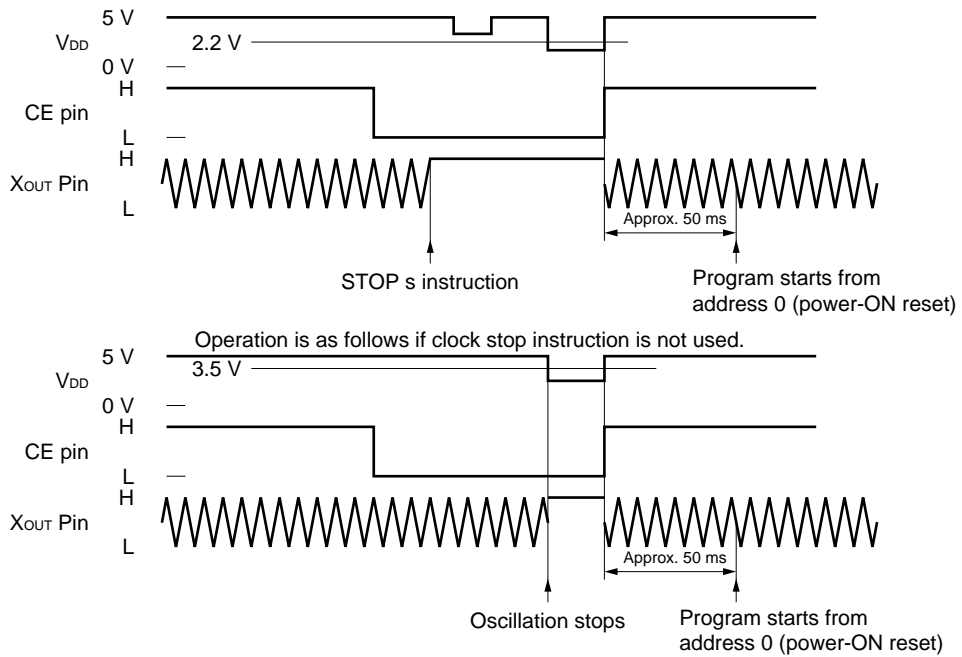 5 V
VDD
2.2 V
0 V
H
CE pin
L
H
XOUT Pin
L
Approx. 50 ms
STOP s instruction
Program starts from
address 0 (power-ON reset)
Operation is as follows if clock stop instruction is not used.
5 V
3.5 V
VDD
0 V
H
CE pin
L
H
XOUT Pin
L
Approx. 50 ms
Oscillation stops
Program starts from
address 0 (power-ON reset)